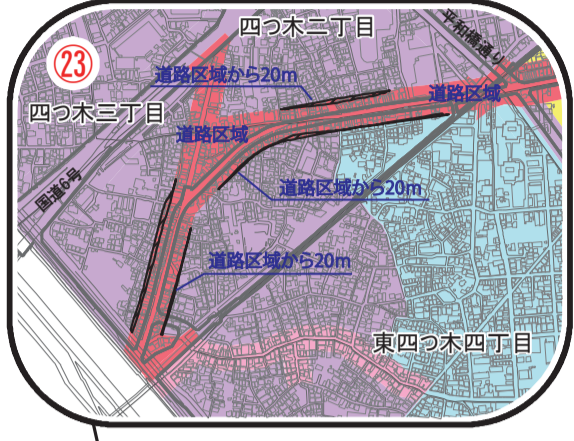 四つ木二丁目
㉓
平和橋通り
道路区域から20m
道路区域
四つ木三丁目
道路区域
国道6号
道路区域から20m
道路区域から20m
東四つ木四丁目